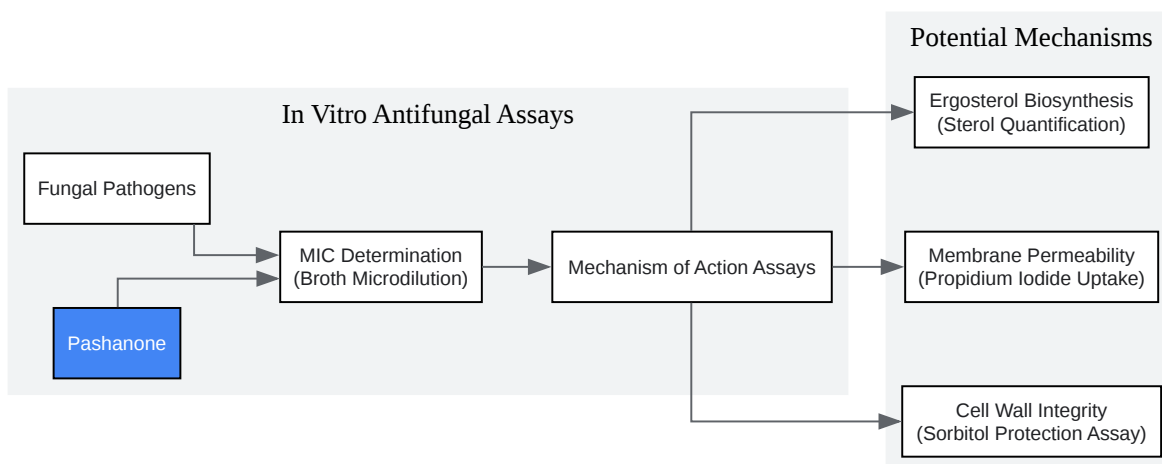 Potential Mechanisms
In Vitro Antifungal Assays
Ergosterol Biosynthesis
(Sterol Quantification)
Fungal Pathogens
MIC Determination
(Broth Microdilution)
Mechanism of Action Assays
Membrane Permeability
(Propidium Iodide Uptake)
Pashanone
Cell Wall Integrity
(Sorbitol Protection Assay)